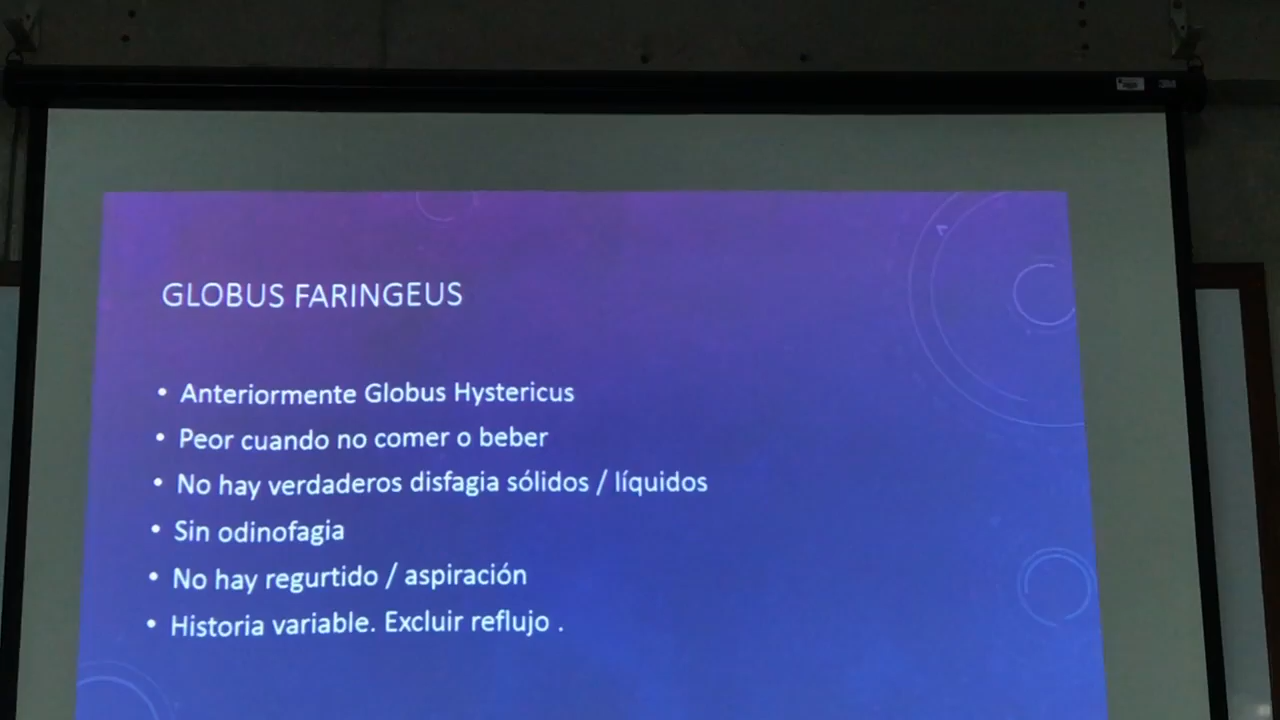 GLOBUS FARINGEUS
• Anteriormente Globus Hystericus
• Peor cuando no comer o beber
• No hay verdaderos disfagia sólidos / líquidos
• Sin odinofagia
• No hay regurtido / aspiración
• Historia variable. Excluir reflujo .